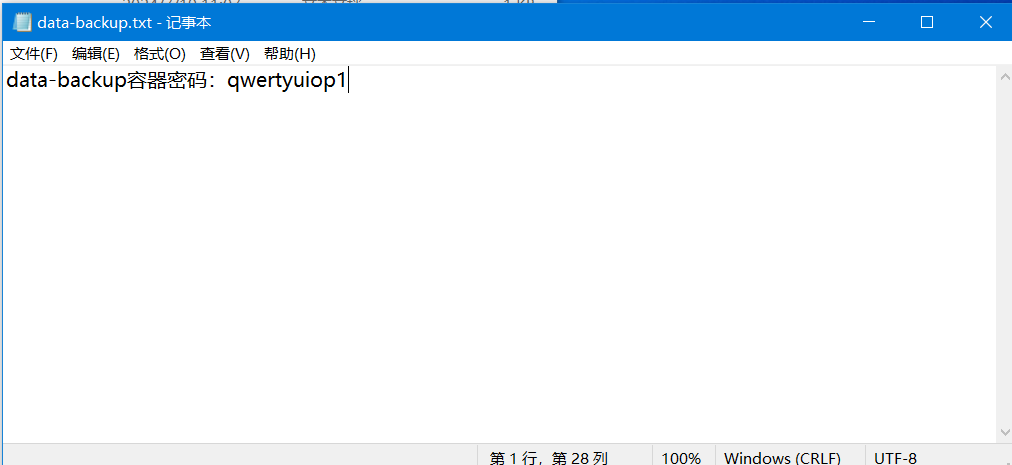 data-backup.txt - 记事本
文件(F) 编辑(E) 格式(O) 查看(V) 帮助(H)
data-backup容器密码：qwertyuiop1
第 1 行，第 28 列 100% Windows (CRLF) UTF-8